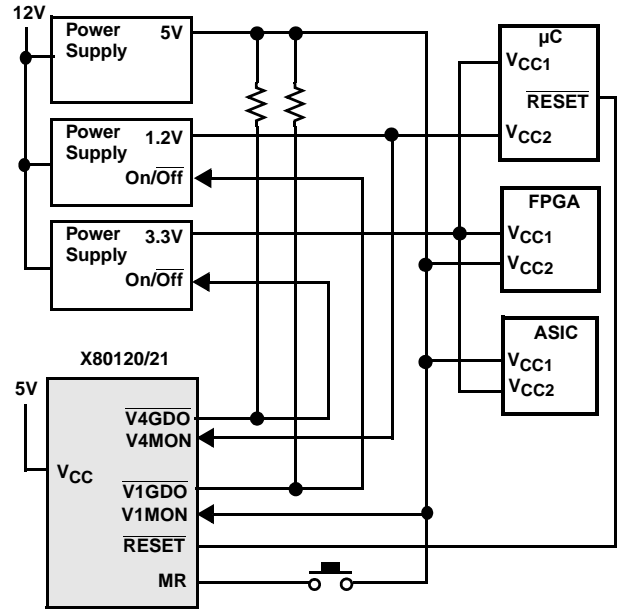 12V
Power
Supply
5V
Power
Supply
1.2V
On/Off
Power
Supply
3.3V
On/Off
µC
VCC1
RESET
VCC2
FPGA
VCC1
VCC2
ASIC
VCC1
VCC2
X80120/21
5V
VCC
V4GDO
V4MON
V1GDO
V1MON
RESET
MR